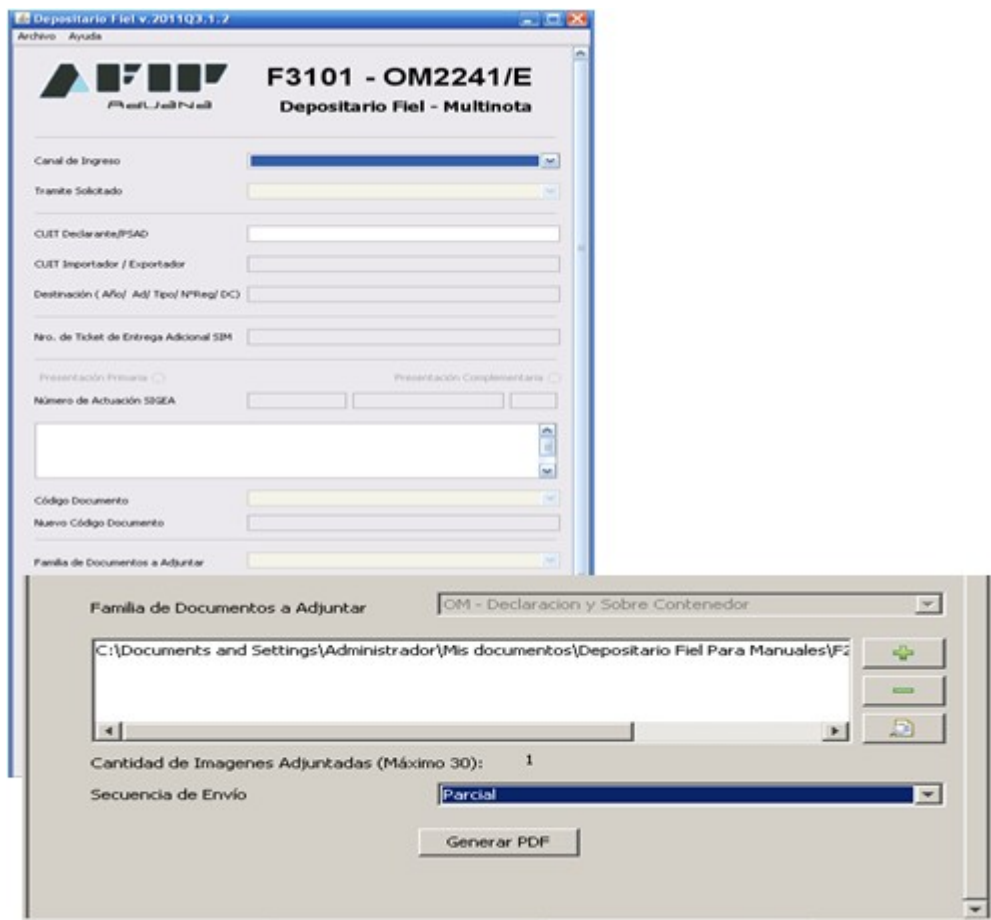 Depositario Fiel v.2011Q3.1.2
Archivo Ayuda
AFIP
ADUANA
F3101 - OM2241/E
Depositario Fiel - Multinota
Canal de Ingreso
Tramite Solicitado
CUIT Declarante/PSAD
CUIT Importador / Exportador
Destinación ( Año/ Ad/ Tipo/ NºReg/ DC)
Nro. de Ticket de Entrega Adicional SIM
Presentación Primaria
Presentación Complementaria
Número de Actuación SIGEA
Código Documento
Nuevo Código Documento
Familia de Documentos a Adjuntar
Familia de Documentos a Adjuntar
OM - Declaracion y Sobre Contenedor
C:\Documents and Settings\Administrador\Mis documentos\Depositario Fiel Para Manuales\F2
Cantidad de Imagenes Adjuntadas (Máximo 30): 1
Secuencia de Envío
Parcial
Generar PDF